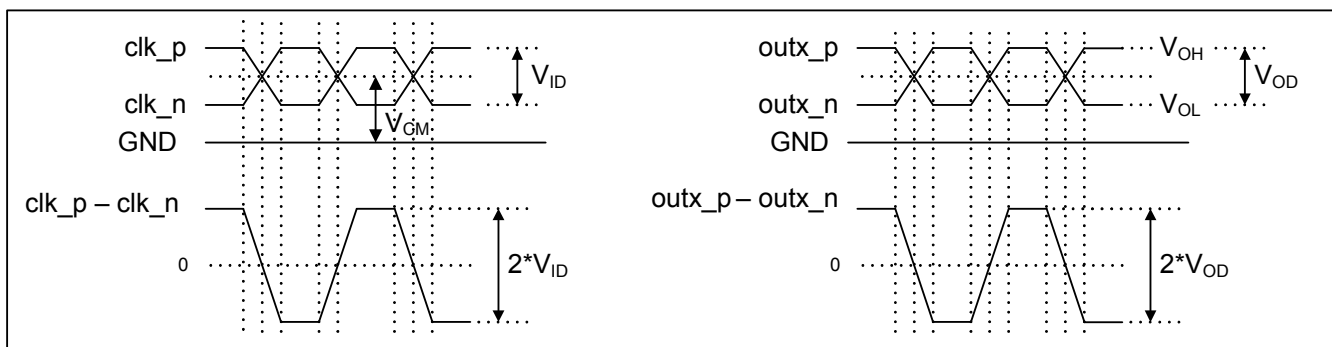 clk_p
V_ID
clk_n
V_CM
GND
clk_p – clk_n
0
2*V_ID
outx_p
V_OH
V_OD
outx_n
V_OL
GND
outx_p – outx_n
0
2*V_OD